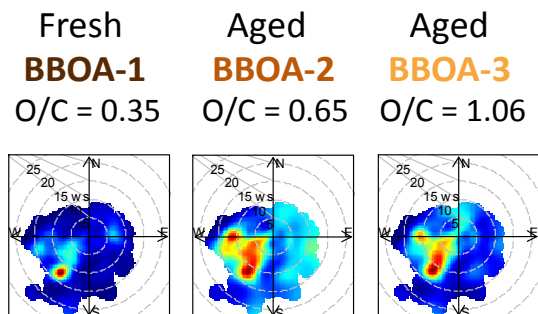 Fresh
BBOA-1
O/C = 0.35
Aged
BBOA-2
O/C = 0.65
Aged
BBOA-3
O/C = 1.06
N
25
20
15 ws
10
5
W
E
S
N
25
20
15 ws
10
5
W
E
S
N
25
20
15 ws
10
5
W
E
S